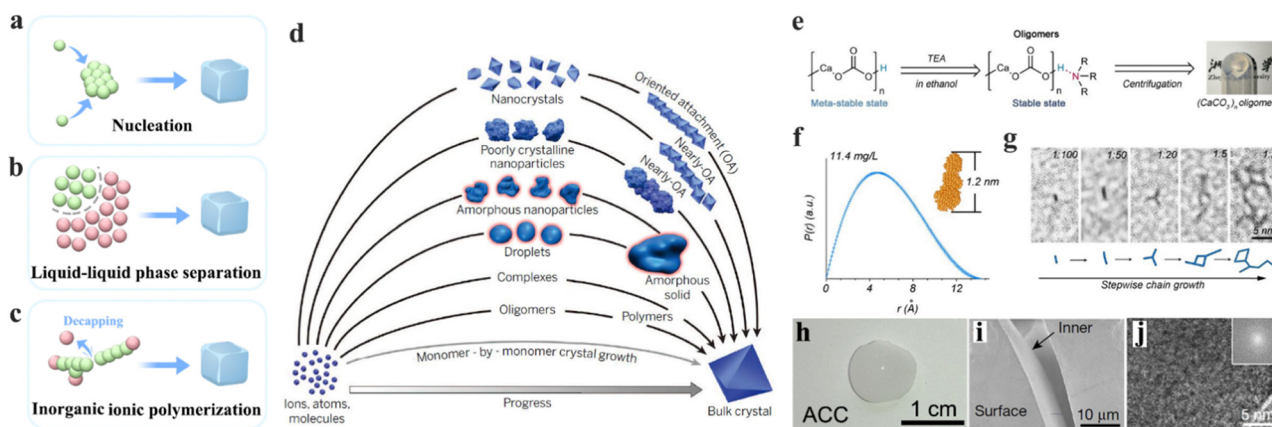 a
Nucleation
b
Liquid-liquid phase separation
c
Decapping
Inorganic ionic polymerization
d
Nanocrystals
Oriented attachment (OA)
Poorly crystalline
nanoparticles
Nearly-OA
Nearly-OA
Amorphous nanoparticles
Droplets
Amorphous
solid
Complexes
Oligomers
Polymers
Monomer - by - monomer crystal growth
Ions, atoms,
molecules
Progress
Bulk crystal
e
Oligomers
Ca O O O H n
TEA
in ethanol
Ca O O O H N R R R n
Centrifugation
Meta-stable state
Stable state
(CaCO3)n oligome
f
11.4 mg/L
1.2 nm
P(r) (a.u.)
0 4 8 12
r (Å)
g
1:100 1:50 1:20 1:5
5 nm
Stepwise chain growth
h
ACC
1 cm
i
Inner
Surface
10 μm
j
5 nm